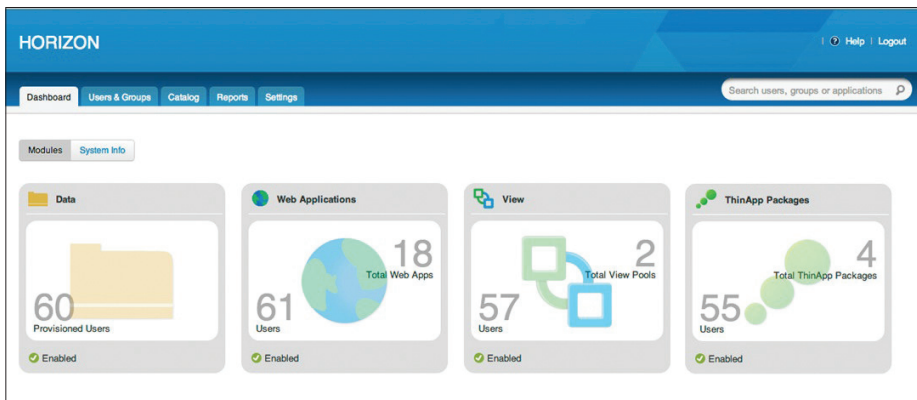 HORIZON
Help | Logout
Dashboard Users & Groups Catalog Reports Settings
Search users, groups or applications
Modules System Info
Data Web Applications View ThinApp Packages
18 2 4
Total Web Apps Total View Pools Total ThinApp Packages
60 61 57 55
Provisioned Users Users Users Users
Enabled Enabled Enabled Enabled